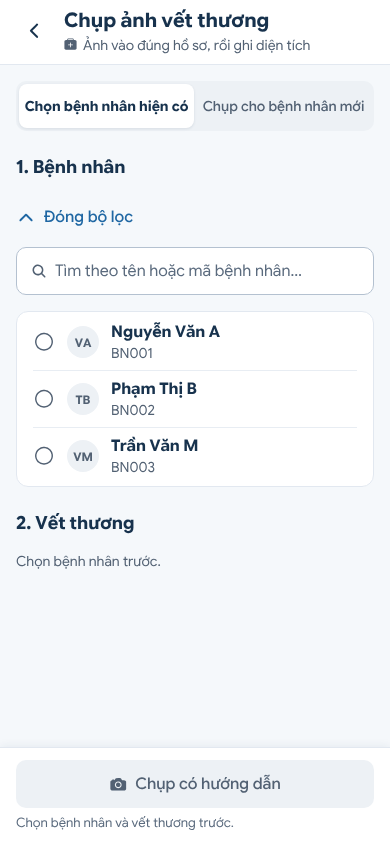 Chụp ảnh vết thương
Ảnh vào đúng hồ sơ, rồi ghi diện tích
Chọn bệnh nhân hiện có
Chụp cho bệnh nhân mới
1. Bệnh nhân
Đóng bộ lọc
Tìm theo tên hoặc mã bệnh nhân...
VA
Nguyễn Văn A
BN001
TB
Phạm Thị B
BN002
VM
Trần Văn M
BN003
2. Vết thương
Chọn bệnh nhân trước.
Chụp có hướng dẫn
Chọn bệnh nhân và vết thương trước.